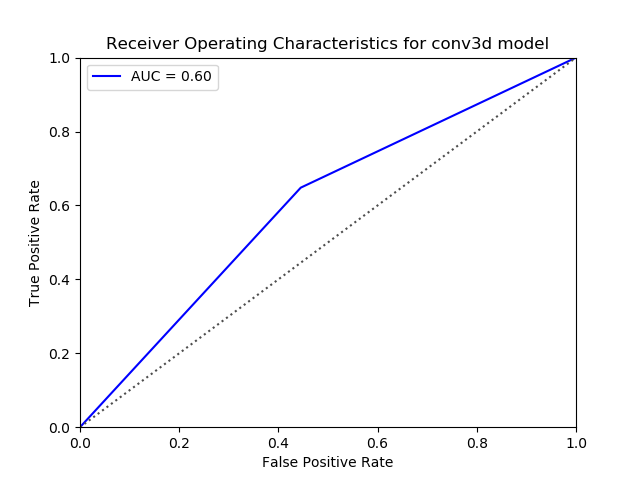 Receiver Operating Characteristics for conv3d model
AUC = 0.60
1.0
0.8
0.6
0.4
0.2
0.0
True Positive Rate
0.0 0.2 0.4 0.6 0.8 1.0
False Positive Rate